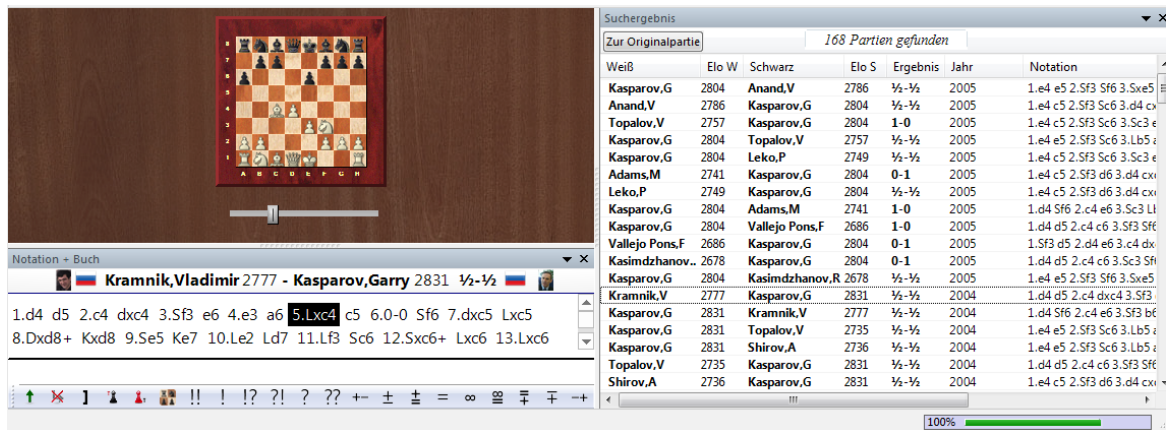 8
7
6
5
4
3
2
1
A B C D E F G H
Notation + Buch
Kramnik,Vladimir 2777 - Kasparov,Garry 2831 ½-½
1.d4 d5 2.c4 dxc4 3.Sf3 e6 4.e3 a6 5.Lxc4 c5 6.0-0 Sf6 7.dxc5 Lxc5
8.Dxd8+ Kxd8 9.Se5 Ke7 10.Le2 Ld7 11.Lf3 Sc6 12.Sxc6+ Lxc6 13.Lxc6
!! ! !? ?! ? ?? +− ± ⩲ = ∞ ≌ ⩱ ∓ −+
Suchergebnis
Zur Originalpartie 168 Partien gefunden
Weiß Elo W Schwarz Elo S Ergebnis Jahr Notation
Kasparov,G 2804 Anand,V 2786 ½-½ 2005 1.e4 e5 2.Sf3 Sf6 3.Sxe5
Anand,V 2786 Kasparov,G 2804 ½-½ 2005 1.e4 c5 2.Sf3 Sc6 3.d4 cx
Topalov,V 2757 Kasparov,G 2804 1-0 2005 1.e4 c5 2.Sf3 Sc6 3.Sc3 e
Kasparov,G 2804 Topalov,V 2757 ½-½ 2005 1.e4 e5 2.Sf3 Sc6 3.Lb5 a
Kasparov,G 2804 Leko,P 2749 ½-½ 2005 1.e4 c5 2.Sf3 Sc6 3.Sc3 e
Adams,M 2741 Kasparov,G 2804 0-1 2005 1.e4 c5 2.Sf3 d6 3.d4 cxd
Leko,P 2749 Kasparov,G 2804 ½-½ 2005 1.e4 c5 2.Sf3 d6 3.d4 cxd
Kasparov,G 2804 Adams,M 2741 1-0 2005 1.d4 Sf6 2.c4 e6 3.Sc3 Lb
Kasparov,G 2804 Vallejo Pons,F 2686 1-0 2005 1.d4 d5 2.c4 c6 3.Sf3 Sf6
Vallejo Pons,F 2686 Kasparov,G 2804 0-1 2005 1.Sf3 d5 2.d4 e6 3.c4 dx
Kasimdzhanov.. 2678 Kasparov,G 2804 0-1 2005 1.d4 d5 2.c4 c6 3.Sc3 Sf
Kasparov,G 2804 Kasimdzhanov,R 2678 ½-½ 2005 1.e4 e5 2.Sf3 Sf6 3.Sxe5
Kramnik,V 2777 Kasparov,G 2831 ½-½ 2004 1.d4 d5 2.c4 dxc4 3.Sf3
Kasparov,G 2831 Kramnik,V 2777 ½-½ 2004 1.d4 Sf6 2.c4 e6 3.Sf3 b6
Kasparov,G 2831 Topalov,V 2735 ½-½ 2004 1.e4 e5 2.Sf3 Sc6 3.Lb5 a
Kasparov,G 2831 Shirov,A 2736 ½-½ 2004 1.e4 e5 2.Sf3 Sc6 3.Lb5 a
Topalov,V 2735 Kasparov,G 2831 ½-½ 2004 1.d4 d5 2.c4 c6 3.Sf3 Sf6
Shirov,A 2736 Kasparov,G 2831 ½-½ 2004 1.e4 c5 2.Sf3 d6 3.d4 cxd
100%